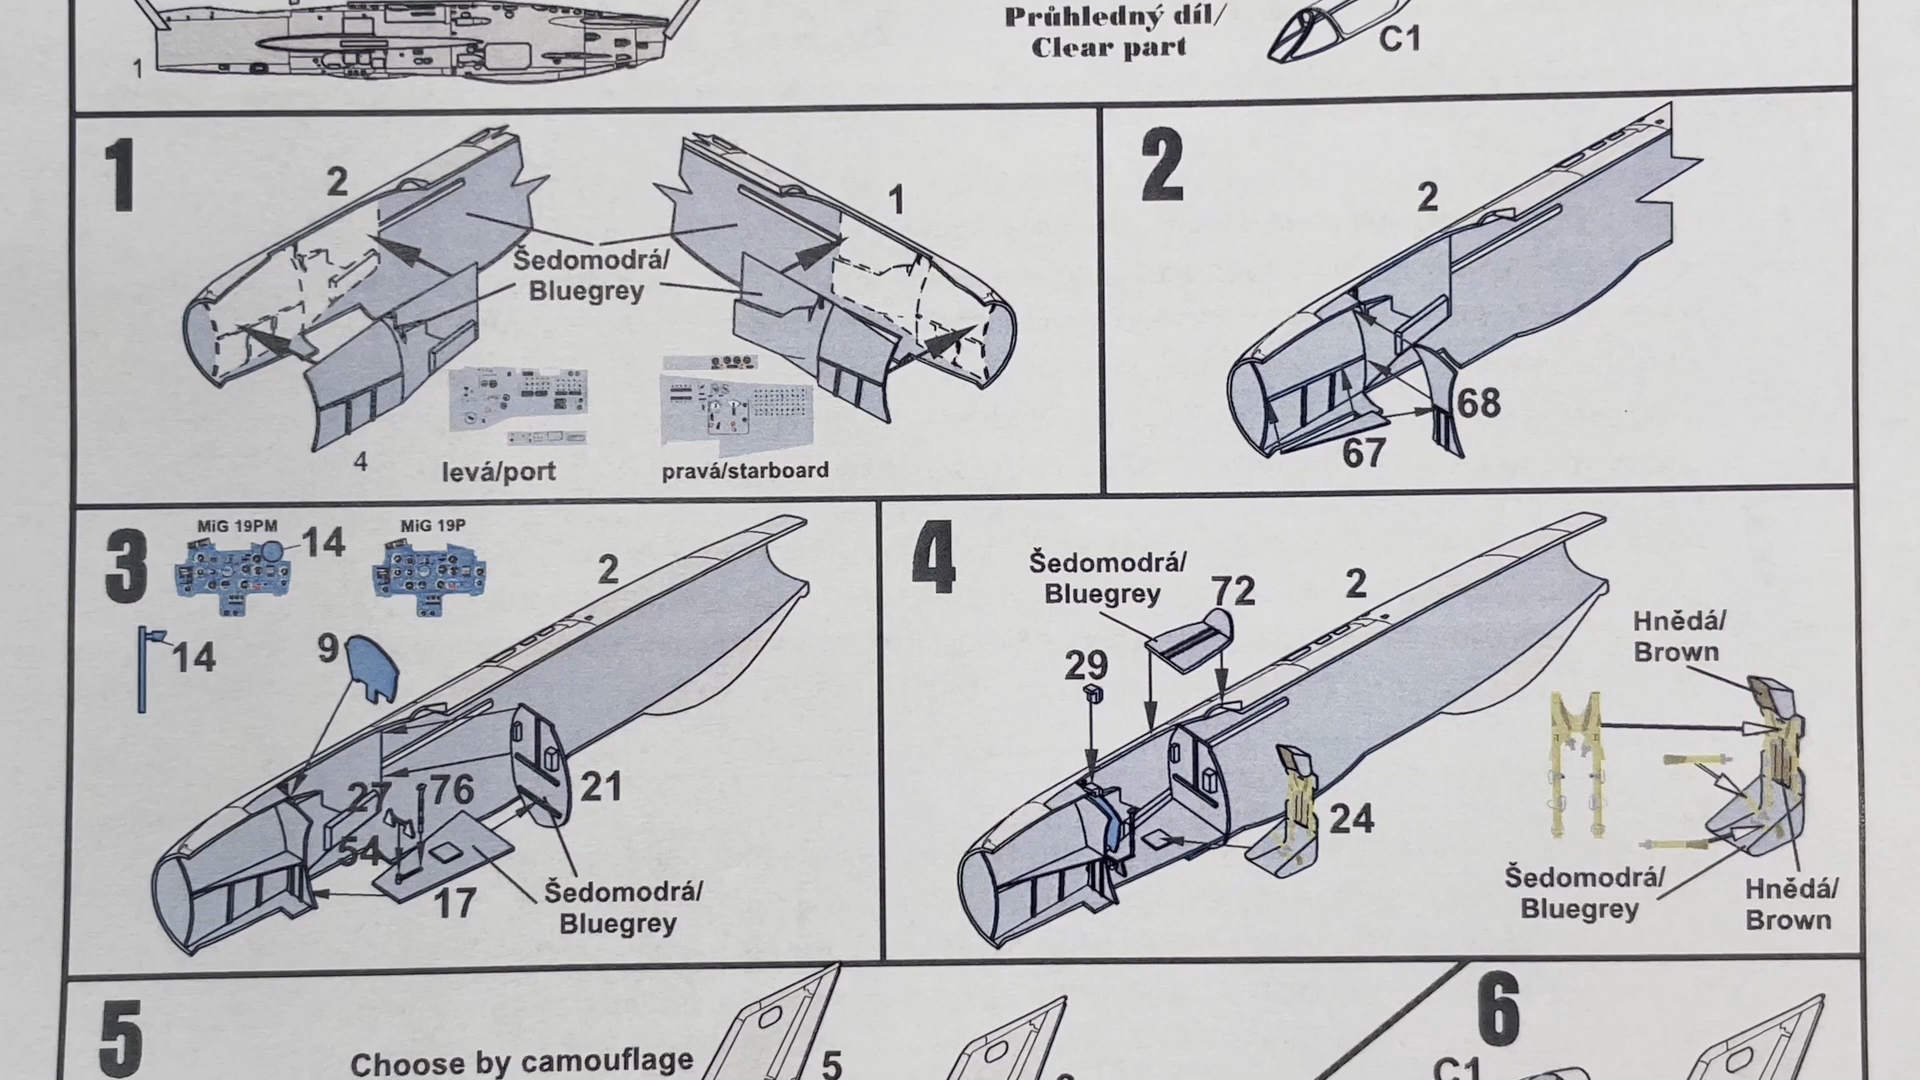 1
Průhledný díl/
Clear part
C1
1
2
1
Šedomodrá/
Bluegrey
4
levá/port
pravá/starboard
2
2
68
67
3
MiG 19PM
14
MiG 19P
2
14
9
27
76
21
54
17
Šedomodrá/
Bluegrey
4
Šedomodrá/
Bluegrey
72
2
29
Hnědá/
Brown
24
Šedomodrá/
Bluegrey
Hnědá/
Brown
5
Choose by camouflage
5
6
C1